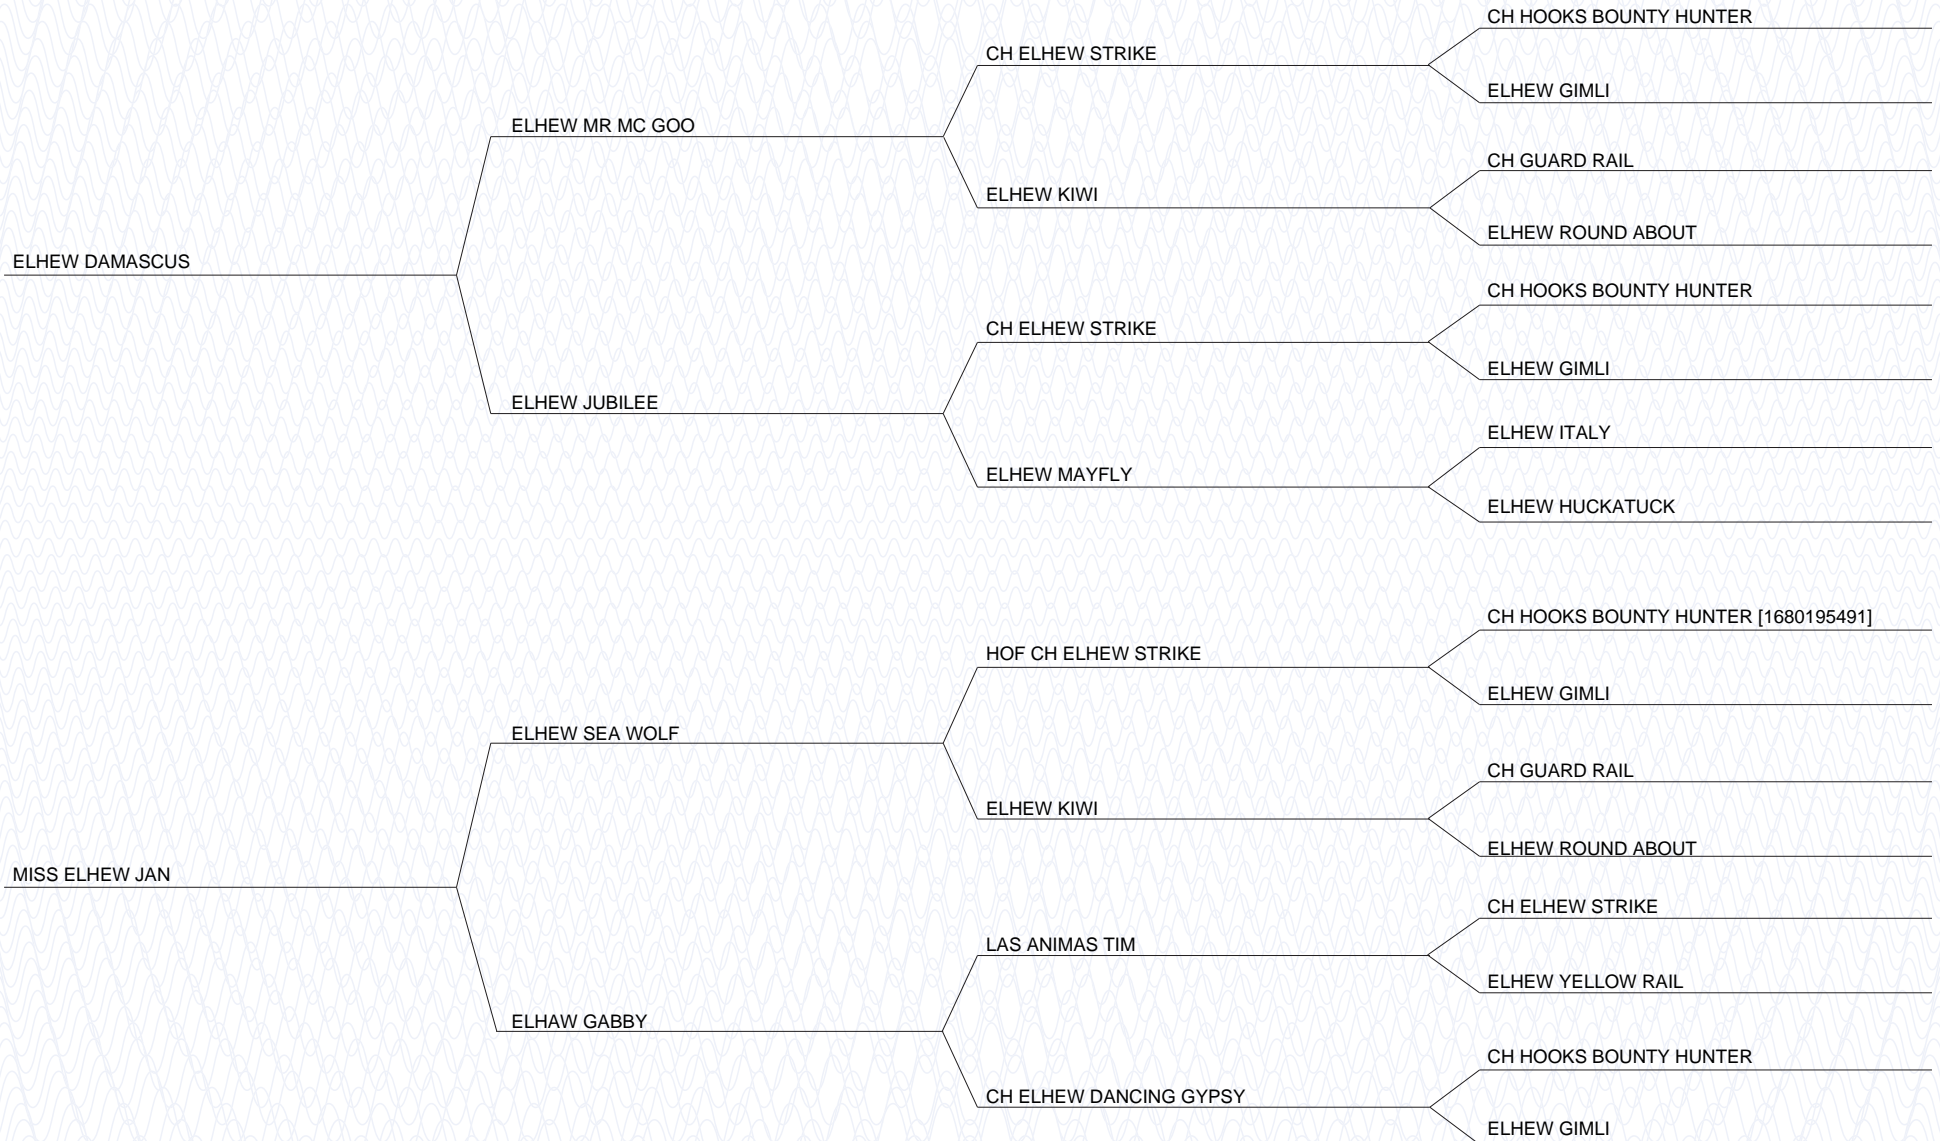 CH HOOKS BOUNTY HUNTER
CH ELHEW STRIKE
ELHEW GIMLI
ELHEW MR MC GOO
CH GUARD RAIL
ELHEW KIWI
ELHEW ROUND ABOUT
ELHEW DAMASCUS
CH HOOKS BOUNTY HUNTER
CH ELHEW STRIKE
ELHEW GIMLI
ELHEW JUBILEE
ELHEW ITALY
ELHEW MAYFLY
ELHEW HUCKATUCK
CH HOOKS BOUNTY HUNTER [1680195491]
HOF CH ELHEW STRIKE
ELHEW GIMLI
ELHEW SEA WOLF
CH GUARD RAIL
ELHEW KIWI
ELHEW ROUND ABOUT
MISS ELHEW JAN
CH ELHEW STRIKE
LAS ANIMAS TIM
ELHEW YELLOW RAIL
ELHAW GABBY
CH HOOKS BOUNTY HUNTER
CH ELHEW DANCING GYPSY
ELHEW GIMLI